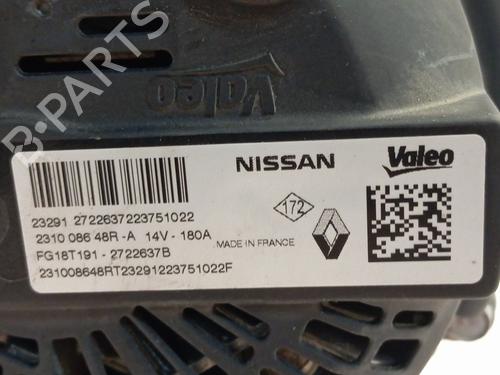 Valeo
B-PARTS
NISSAN
Valeo
23291 2722637223751022
2310 086 48R -A 14V - 180A
172
MADE IN FRANCE
FG18T191 - 2722637B
231008648RT23291223751022F